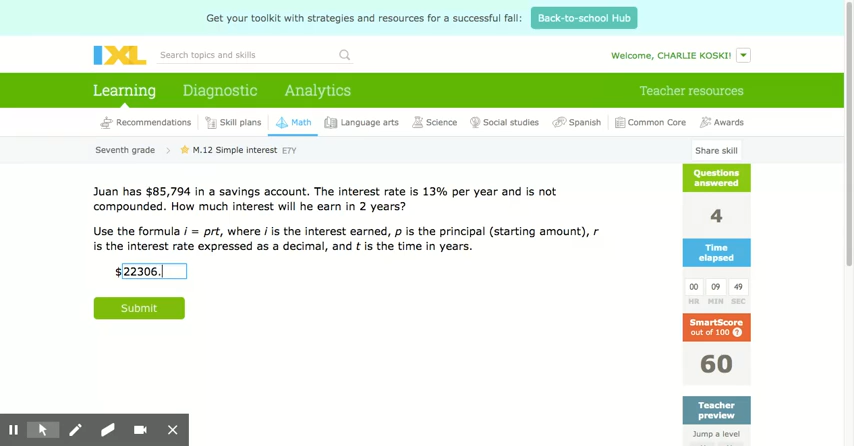 Get your toolkit with strategies and resources for a successful fall: Back-to-school Hub
IXL Search topics and skills Welcome, CHARLIE KOSKI!
Learning Diagnostic Analytics Teacher resources
Recommendations Skill plans Math Language arts Science Social studies Spanish Common Core Awards
Seventh grade > M.12 Simple interest E7Y Share skill
Juan has $85,794 in a savings account. The interest rate is 13% per year and is not
compounded. How much interest will he earn in 2 years?
Use the formula i = prt, where i is the interest earned, p is the principal (starting amount), r
is the interest rate expressed as a decimal, and t is the time in years.
$22306.
Submit
Questions
answered
4
Time
elapsed
00 09 49
HR MIN SEC
SmartScore
out of 100 ?
60
Teacher
preview
Jump a level